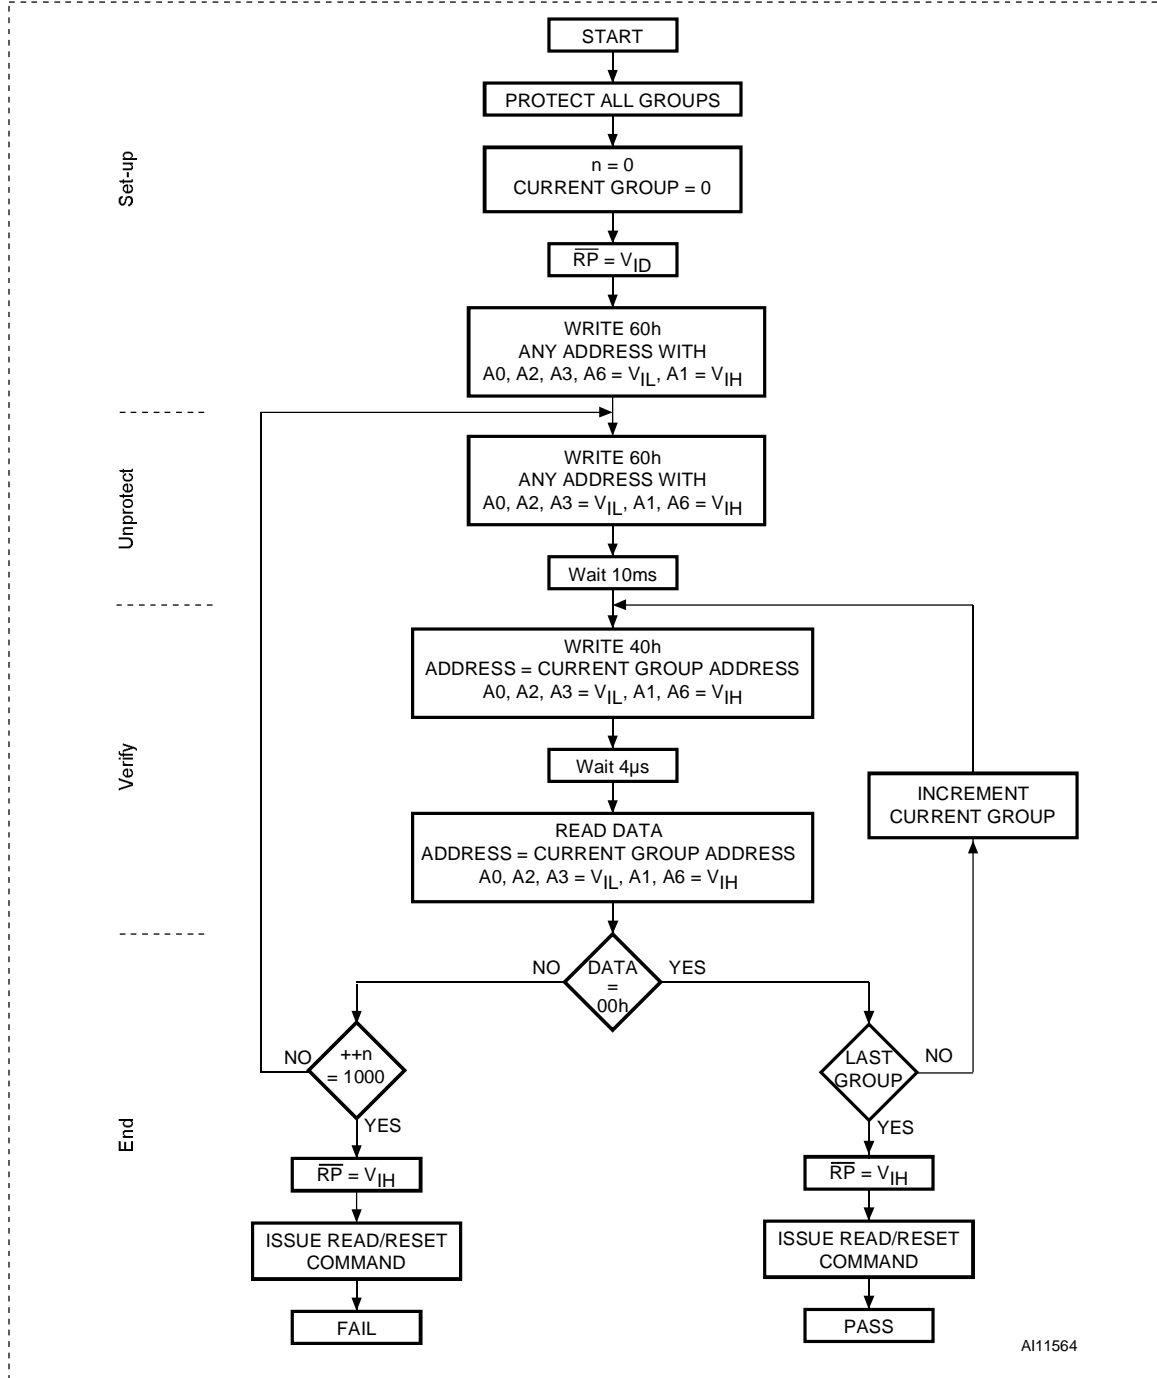 START
PROTECT ALL GROUPS
Set-up
n = 0
CURRENT GROUP = 0
RP = VID
WRITE 60h
ANY ADDRESS WITH
A0, A2, A3, A6 = VIL, A1 = VIH
Unprotect
WRITE 60h
ANY ADDRESS WITH
A0, A2, A3 = VIL, A1, A6 = VIH
Wait 10ms
Verify
WRITE 40h
ADDRESS = CURRENT GROUP ADDRESS
A0, A2, A3 = VIL, A1, A6 = VIH
Wait 4µs
INCREMENT
CURRENT GROUP
READ DATA
ADDRESS = CURRENT GROUP ADDRESS
A0, A2, A3 = VIL, A1, A6 = VIH
End
NO
DATA
=
00h
YES
NO
++n
= 1000
YES
LAST
GROUP
NO
YES
RP = VIH
ISSUE READ/RESET
COMMAND
FAIL
RP = VIH
ISSUE READ/RESET
COMMAND
PASS
AI11564